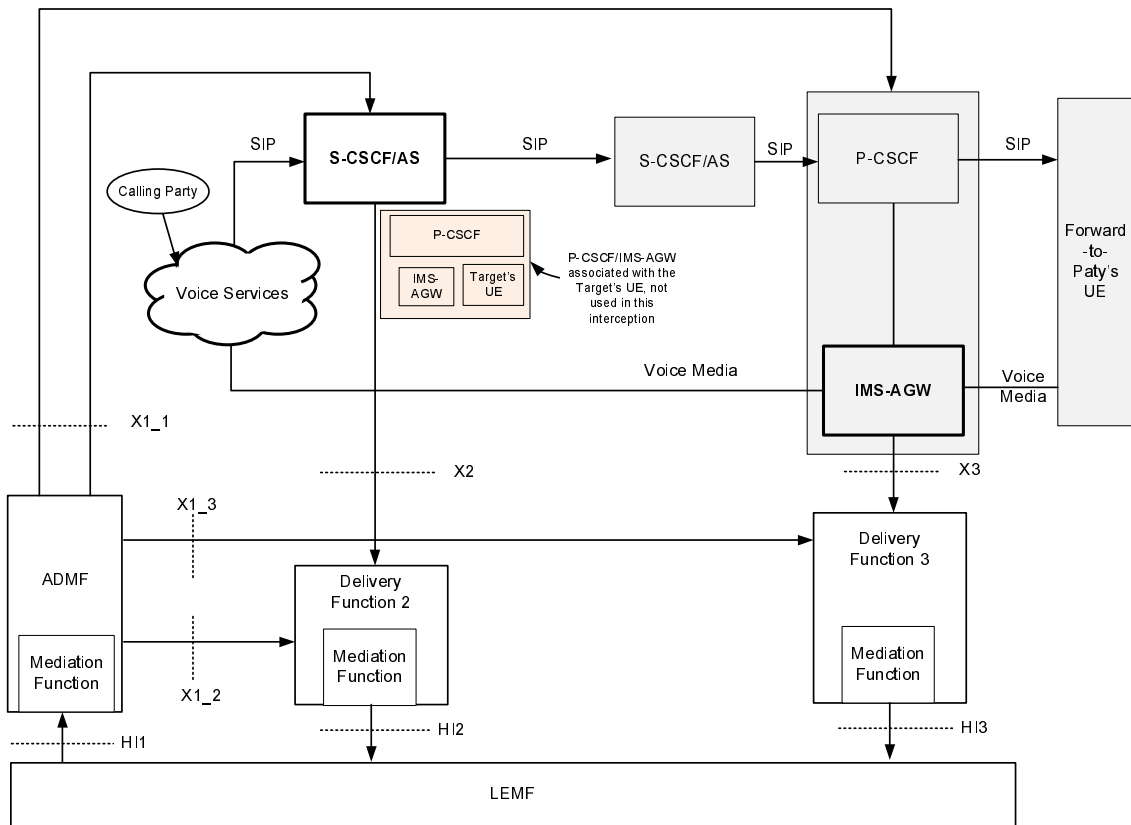 SIP
S-CSCF/AS
SIP
S-CSCF/AS
SIP
P-CSCF
SIP
Calling Party
Voice Services
P-CSCF
IMS-
AGW
Target's
UE
P-CSCF/IMS-AGW
associated with the
Target's UE, not
used in this
interception
Forward
-to-
Paty's
UE
Voice Media
IMS-AGW
Voice
Media
X1_1
X2
X3
X1_3
ADMF
Mediation
Function
X1_2
Delivery
Function 2
Mediation
Function
Delivery
Function 3
Mediation
Function
HI1
HI2
HI3
LEMF